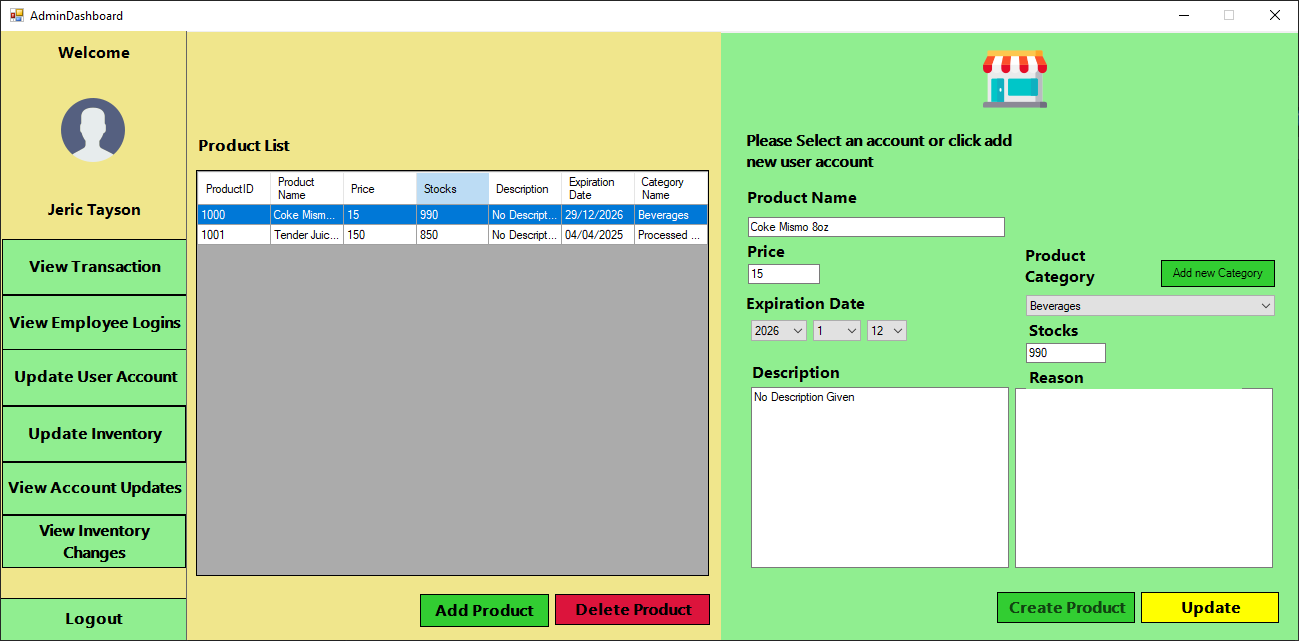 AdminDashboard
Welcome
Jeric Tayson
View Transaction
View Employee Logins
Update User Account
Update Inventory
View Account Updates
View Inventory
Changes
Logout
Product List
ProductID Product Name Price Stocks Description Expiration Date Category Name
1000 Coke Mism... 15 990 No Descript... 29/12/2026 Beverages
1001 Tender Juic... 150 850 No Descript... 04/04/2025 Processed ...
Add Product Delete Product
Please Select an account or click add
new user account
Product Name
Coke Mismo 8oz
Price
15
Expiration Date
2026 1 12
Description
No Description Given
Product
Category
Add new Category
Beverages
Stocks
990
Reason
Create Product Update